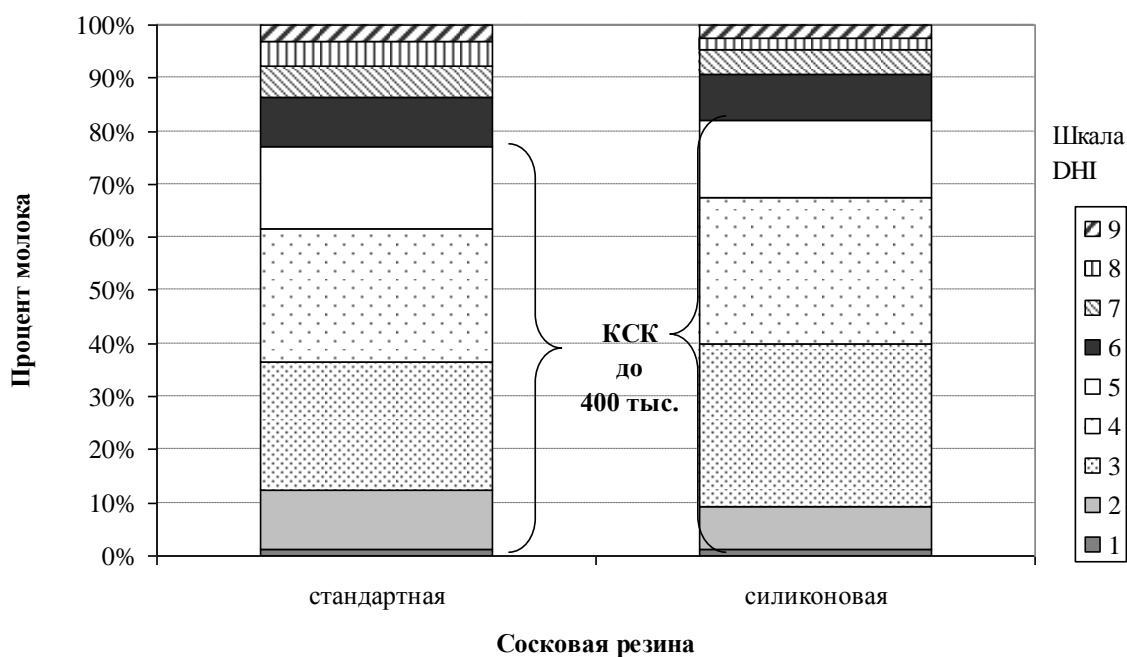 100%
90%
80%
70%
60%
50%
40%
30%
20%
10%
0%
Процент молока
КСК
до
400 тыс.
стандартная
силиконовая
Сосковая резина
Шкала
DHI
9
8
7
6
5
4
3
2
1